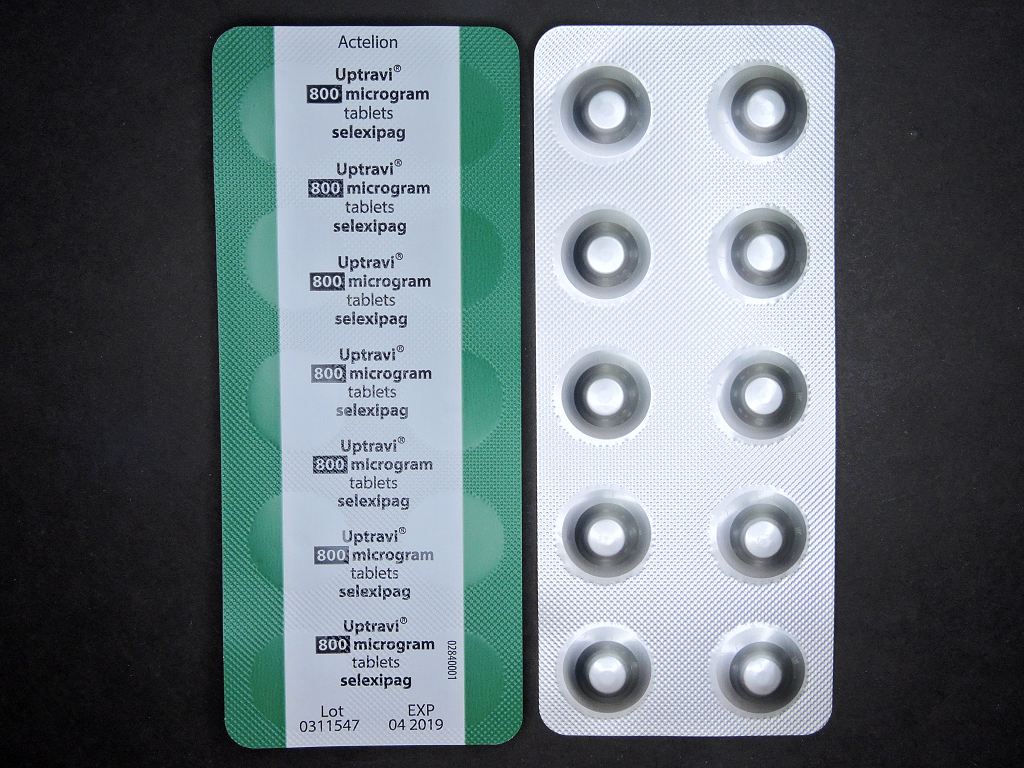 Actelion
Uptravi®
800 microgram
tablets
selexipag
Uptravi®
800 microgram
tablets
selexipag
Uptravi®
800 microgram
tablets
selexipag
Uptravi®
800 microgram
tablets
selexipag
Uptravi®
800 microgram
tablets
selexipag
Uptravi®
800 microgram
tablets
selexipag
Uptravi®
800 microgram
tablets
selexipag
02840001
Lot EXP
0311547 04 2019